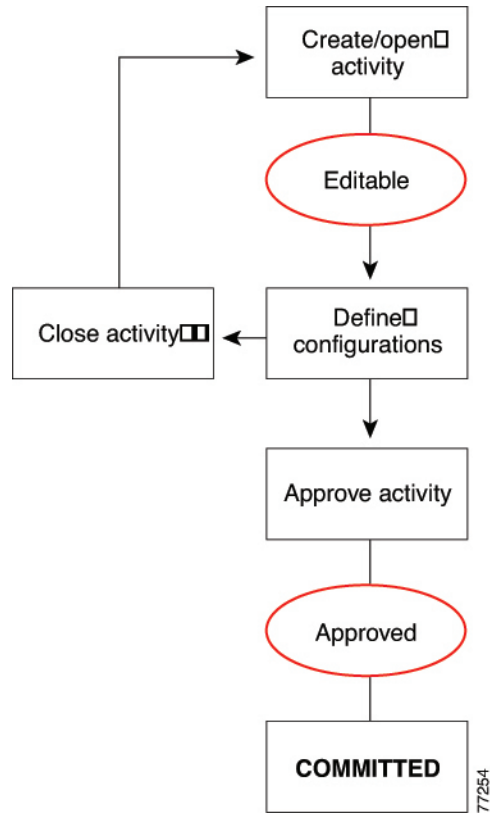 Create/open
activity
Editable
Define
configurations
Close activity
Approve activity
Approved
COMMITTED
77254